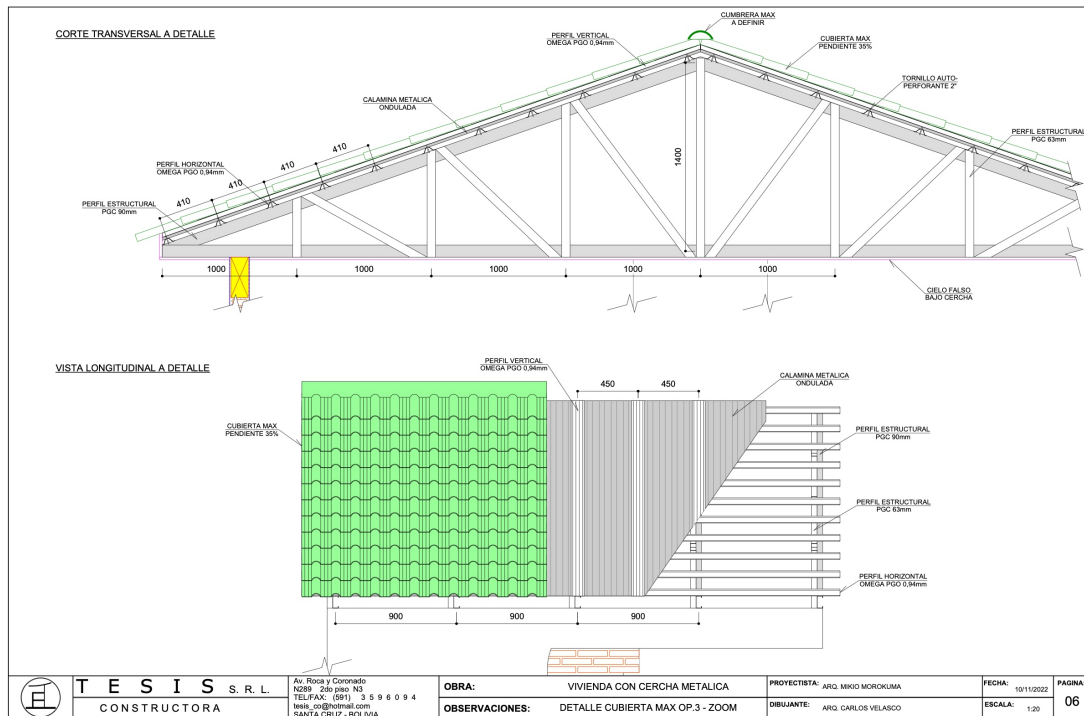 CORTE TRANSVERSAL A DETALLE
CUMBRERA MAX
A DEFINIR
PERFIL VERTICAL
OMEGA PGO 0,94mm
CUBIERTA MAX
PENDIENTE 35%
TORNILLO AUTO-
PERFORANTE 2"
CALAMINA METALICA
ONDULADA
PERFIL ESTRUCTURAL
PGC 63mm
PERFIL HORIZONTAL
OMEGA PGO 0,94mm
PERFIL ESTRUCTURAL
PGC 90mm
410
410
410
410
1400
1000
1000
1000
1000
1000
CIELO FALSO
BAJO CERCHA
VISTA LONGITUDINAL A DETALLE
PERFIL VERTICAL
OMEGA PGO 0,94mm
450
450
CALAMINA METALICA
ONDULADA
CUBIERTA MAX
PENDIENTE 35%
PERFIL ESTRUCTURAL
PGC 90mm
PERFIL ESTRUCTURAL
PGC 63mm
PERFIL HORIZONTAL
OMEGA PGO 0,94mm
900
900
900
TESIS S. R. L.
CONSTRUCTORA
Av. Roca y Coronado
N289 2do piso N3
TEL/FAX: (591) 3 5 9 6 0 9 4
tesis_co@hotmail.com
SANTA CRUZ - BOLIVIA
OBRA: VIVIENDA CON CERCHA METALICA
OBSERVACIONES: DETALLE CUBIERTA MAX OP.3 - ZOOM
PROYECTISTA: ARQ. MIKIO MOROKUMA
DIBUJANTE: ARQ. CARLOS VELASCO
FECHA: 10/11/2022
ESCALA: 1:20
PAGINA:
06